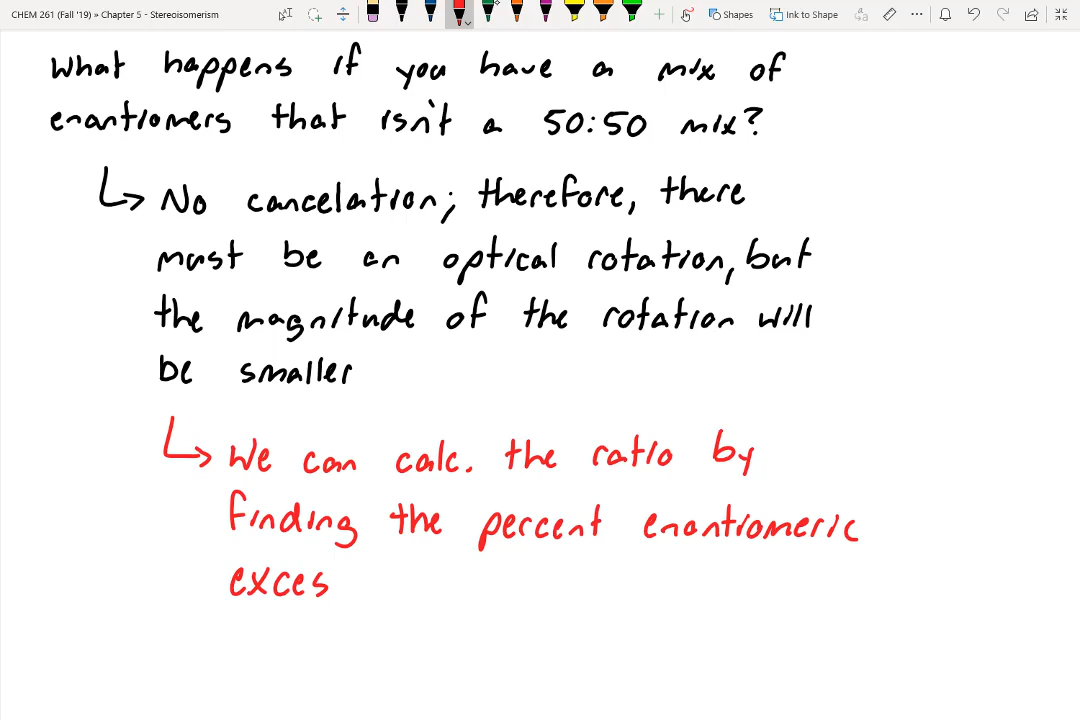 CHEM 261 (Fall '19) » Chapter 5 - Stereoisomerism
Shapes
Ink to Shape
What happens if you have a mix of
enantiomers that isn't a 50:50 mix?
No cancelation; therefore, there
must be an optical rotation, but
the magnitude of the rotation will
be smaller
We can calc. the ratio by
finding the percent enantiomeric
exces